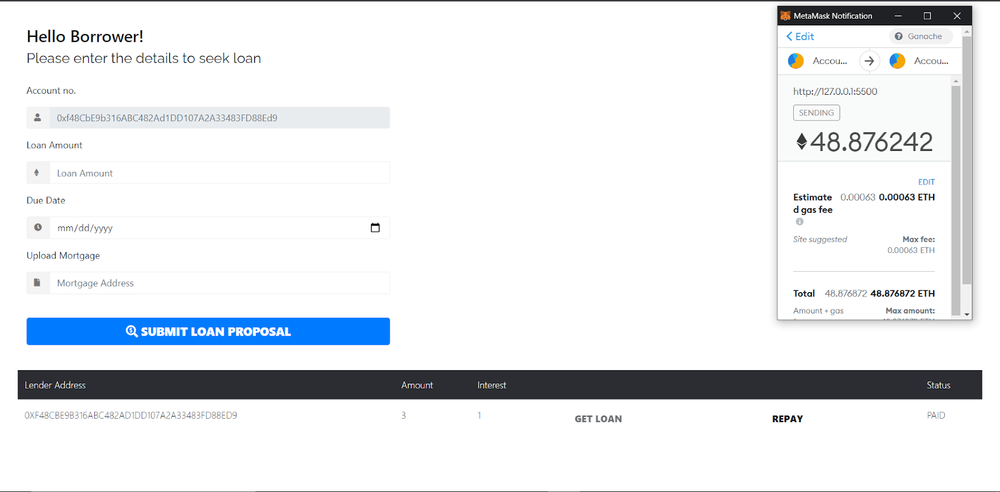 Hello Borrower!
Please enter the details to seek loan
Account no.
0xf48CbE9b316ABC482Ad1DD107A2A33483FD88Ed9
Loan Amount
Loan Amount
Due Date
mm/dd/yyyy
Upload Mortgage
Mortgage Address
SUBMIT LOAN PROPOSAL
Lender Address Amount Interest Status
0XF48CBE9B316ABC482AD1DD107A2A33483FD88ED9 3 1 GET LOAN REPAY PAID
MetaMask Notification
Edit Ganache
Accou... Accou...
http://127.0.0.1:5500
SENDING
48.876242
EDIT
Estimate 0.00063 0.00063 ETH
d gas fee
Site suggested Max fee:
0.00063 ETH
Total 48.876872 48.876872 ETH
Amount + gas Max amount: